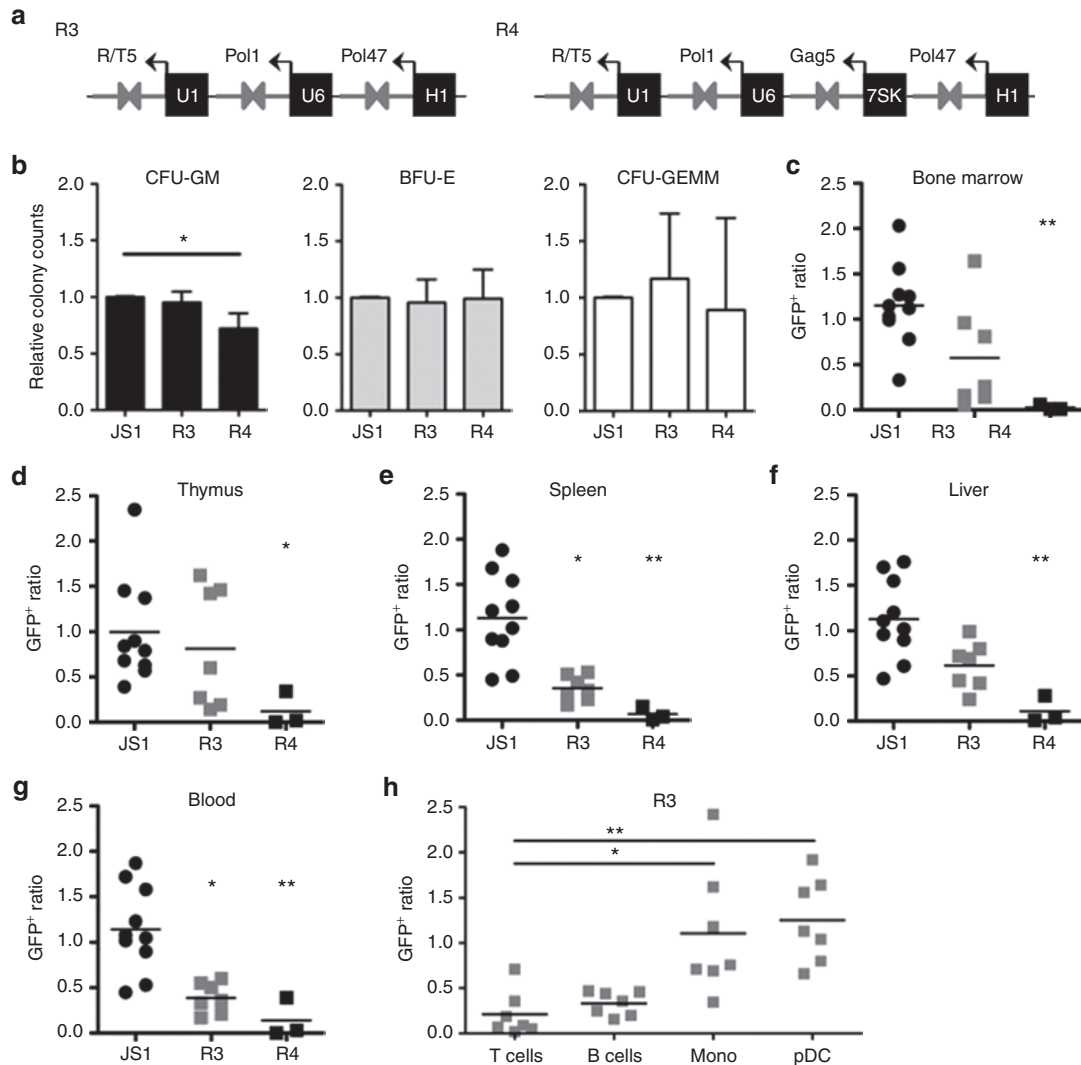 a
R3
R/T5 Pol1 Pol47
U1 U6 H1
R4
R/T5 Pol1 Gag5 Pol47
U1 U6 7SK H1
b
CFU-GM
Relative colony counts
2.0
1.5
1.0
0.5
0.0
*
JS1 R3 R4
BFU-E
2.0
1.5
1.0
0.5
0.0
JS1 R3 R4
CFU-GEMM
2.0
1.5
1.0
0.5
0.0
JS1 R3 R4
c
Bone marrow
GFP+ ratio
2.5
2.0
1.5
1.0
0.5
0.0
**
JS1 R3 R4
d
Thymus
GFP+ ratio
2.5
2.0
1.5
1.0
0.5
0.0
*
JS1 R3 R4
e
Spleen
GFP+ ratio
2.5
2.0
1.5
1.0
0.5
0.0
* **
JS1 R3 R4
f
Liver
GFP+ ratio
2.5
2.0
1.5
1.0
0.5
0.0
**
JS1 R3 R4
g
Blood
GFP+ ratio
2.5
2.0
1.5
1.0
0.5
0.0
* **
JS1 R3 R4
h
R3
GFP+ ratio
2.5
2.0
1.5
1.0
0.5
0.0
**
*
T cells B cells Mono pDC